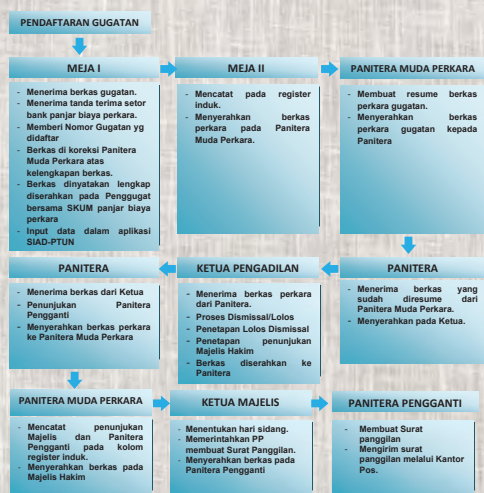 PENDAFTARAN GUGATAN
MEJA I
- Menerima berkas gugatan.
- Menerima tanda terima setor
bank panjar biaya perkara.
- Memberi Nomor Gugatan yg
didaftar
- Berkas di koreksi Panitera
Muda Perkara atas
kelengkapan berkas.
- Berkas dinyatakan lengkap
diserahkan pada Penggugat
bersama SKUM panjar biaya
perkara
- Input data dalam aplikasi
SIAD-PTUN
MEJA II
- Mencatat pada register
induk.
- Menyerahkan berkas
perkara pada Panitera
Muda Perkara.
PANITERA MUDA PERKARA
- Membuat resume berkas
perkara gugatan.
- Menyerahkan berkas
perkara gugatan kepada
Panitera
PANITERA
- Menerima berkas dari Ketua
- Penunjukan Panitera
Pengganti
- Menyerahkan berkas perkara
ke Panitera Muda Perkara
KETUA PENGADILAN
- Menerima berkas perkara
dari Panitera.
- Proses Dismissal/Lolos
- Penetapan Lolos Dismissal
- Penetapan penunjukan
Majelis Hakim
- Berkas diserahkan ke
Panitera
PANITERA
- Menerima berkas yang
sudah diresume dari
Panitera Muda Perkara.
- Menyerahkan pada Ketua.
PANITERA MUDA PERKARA
- Mencatat penunjukan
Majelis dan Panitera
Pengganti pada kolom
register induk.
- Menyerahkan berkas pada
Majelis Hakim
KETUA MAJELIS
- Menentukan hari sidang.
- Memerintahkan PP
membuat Surat Panggilan.
- Menyerahkan berkas pada
Panitera Pengganti
PANITERA PENGGANTI
- Membuat Surat
panggilan
- Mengirim surat
panggilan melalui Kantor
Pos.